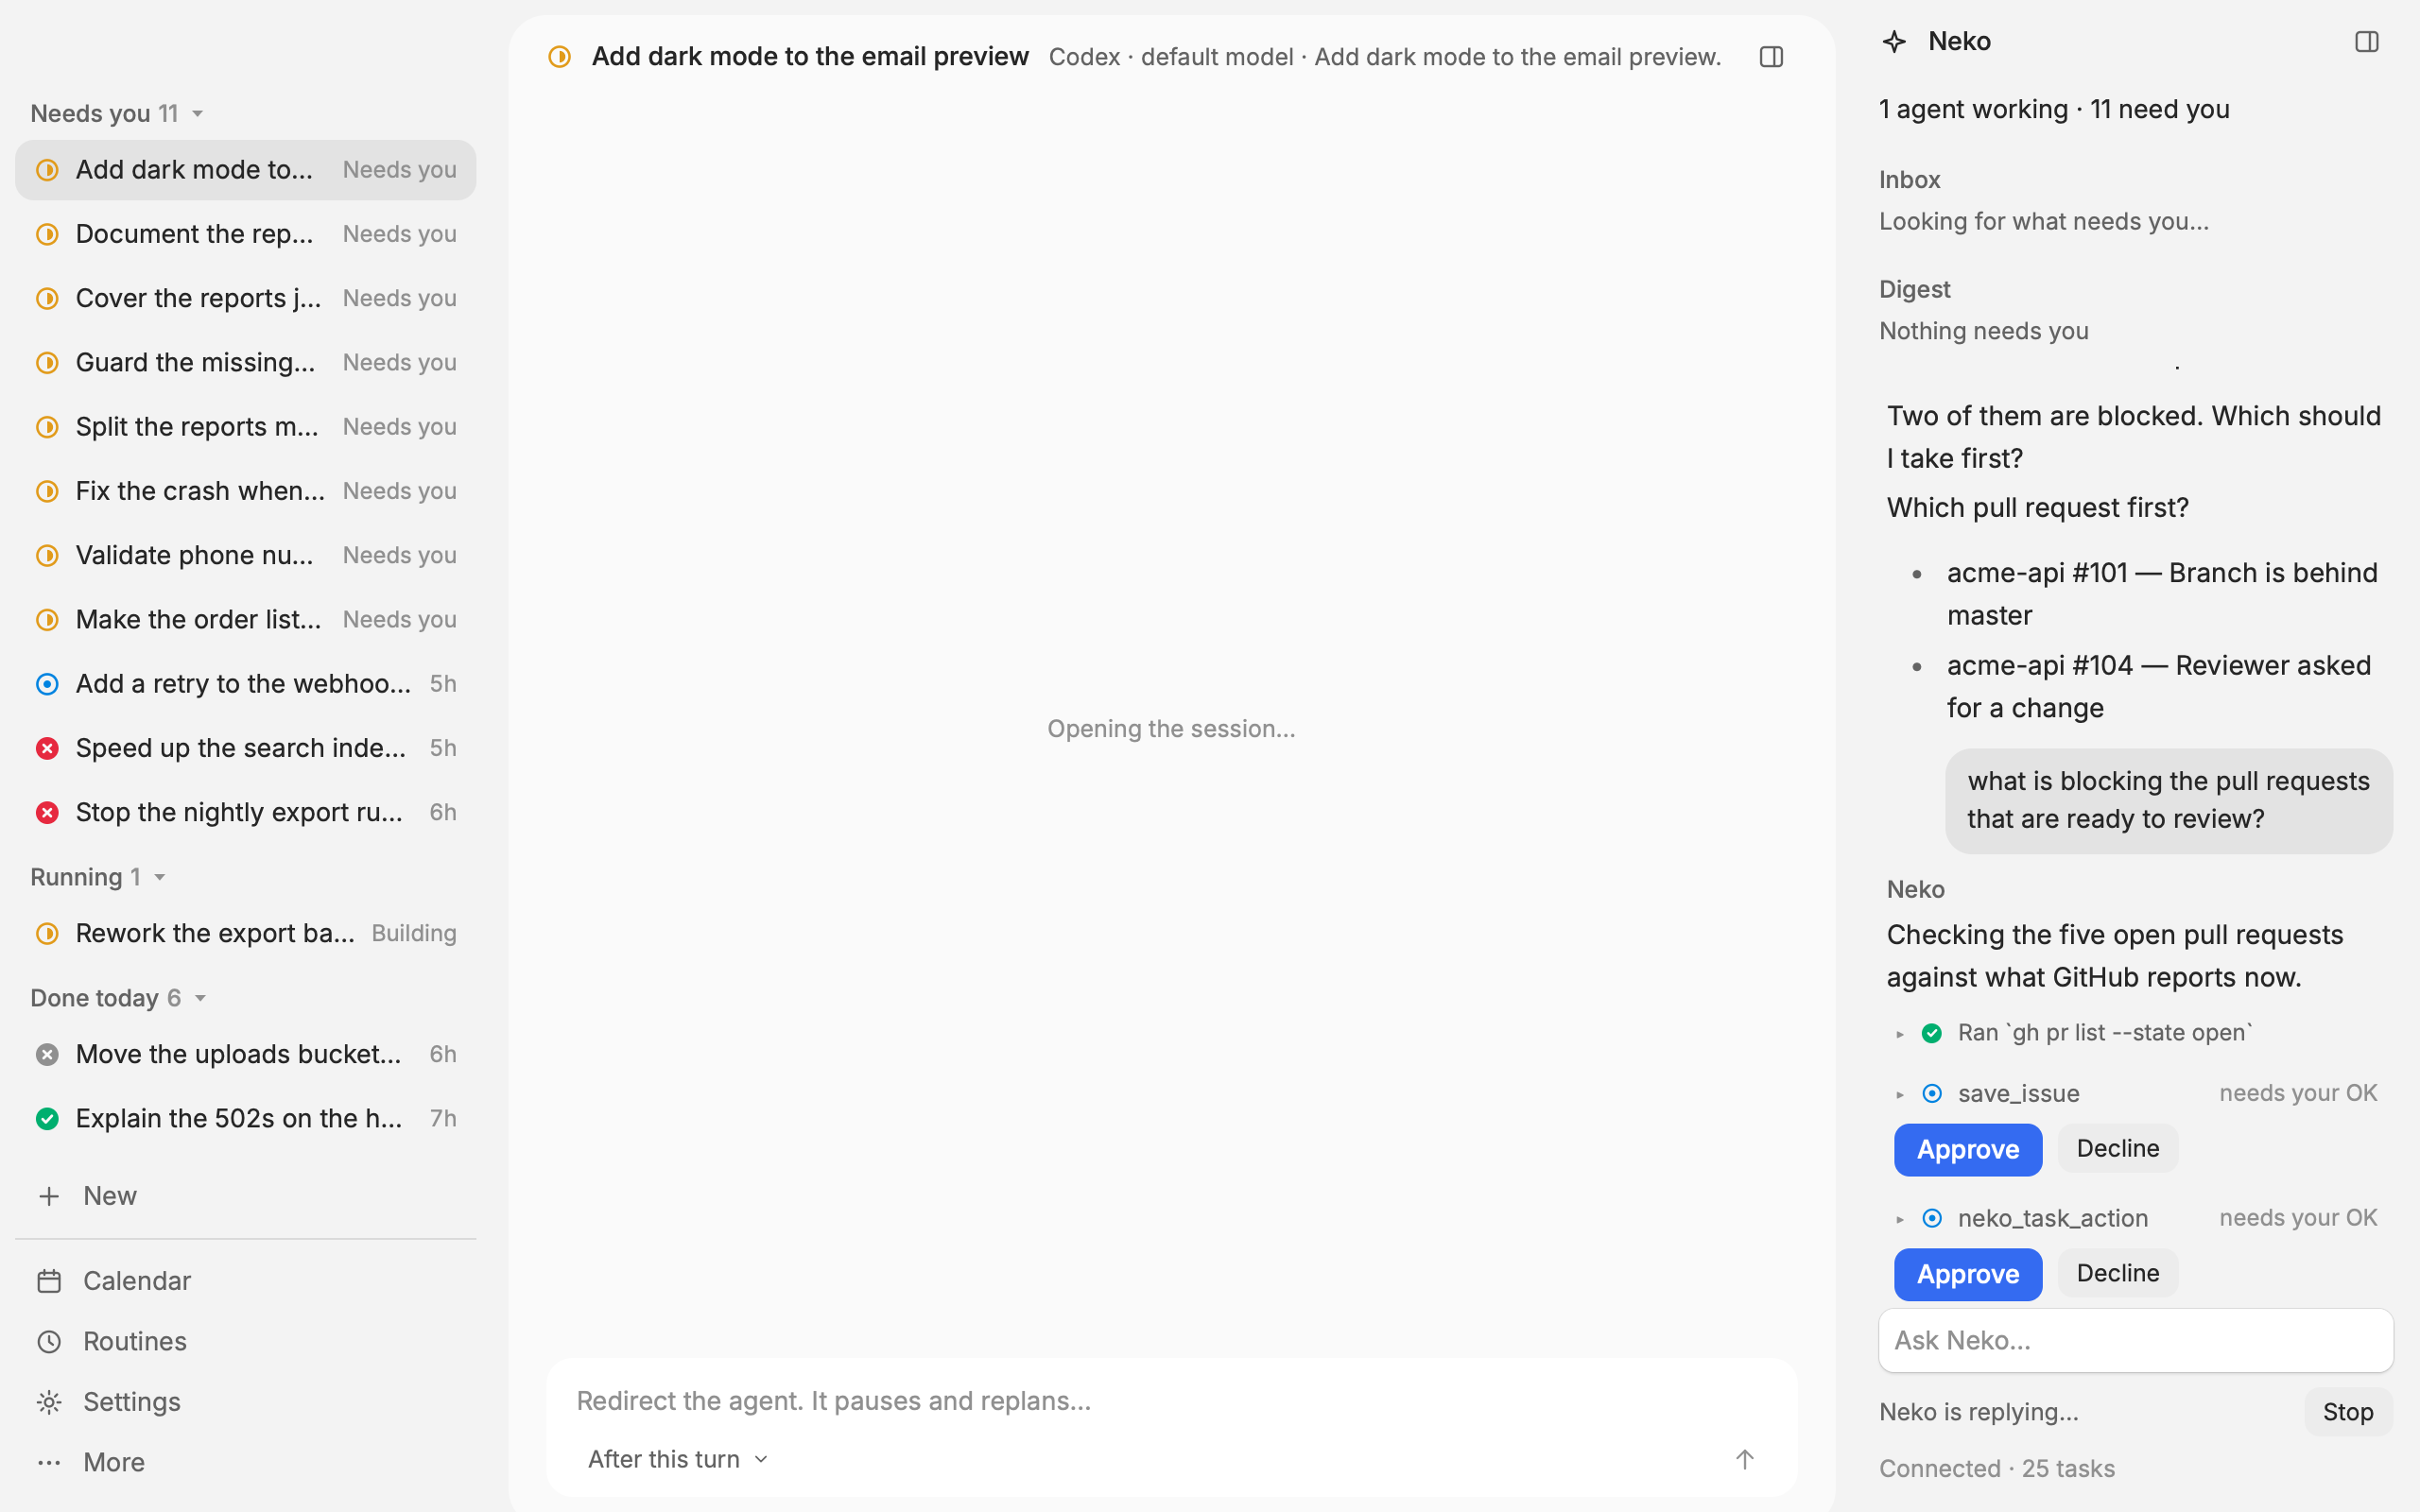 Needs you 11
Add dark mode to... Needs you
Document the rep... Needs you
Cover the reports j... Needs you
Guard the missing... Needs you
Split the reports m... Needs you
Fix the crash when... Needs you
Validate phone nu... Needs you
Make the order list... Needs you
Add a retry to the webhoo... 5h
Speed up the search inde... 5h
Stop the nightly export ru... 6h
Running 1
Rework the export ba... Building
Done today 6
Move the uploads bucket... 6h
Explain the 502s on the h... 7h
New
Calendar
Routines
Settings
More
Add dark mode to the email preview Codex · default model · Add dark mode to the email preview.
Opening the session...
Redirect the agent. It pauses and replans...
After this turn
Neko
1 agent working · 11 need you
Inbox
Looking for what needs you...
Digest
Nothing needs you
.
Two of them are blocked. Which should
I take first?
Which pull request first?
• acme-api #101 — Branch is behind
master
• acme-api #104 — Reviewer asked
for a change
what is blocking the pull requests
that are ready to review?
Neko
Checking the five open pull requests
against what GitHub reports now.
Ran `gh pr list --state open`
save_issue needs your OK
Approve Decline
neko_task_action needs your OK
Approve Decline
Ask Neko...
Neko is replying... Stop
Connected · 25 tasks